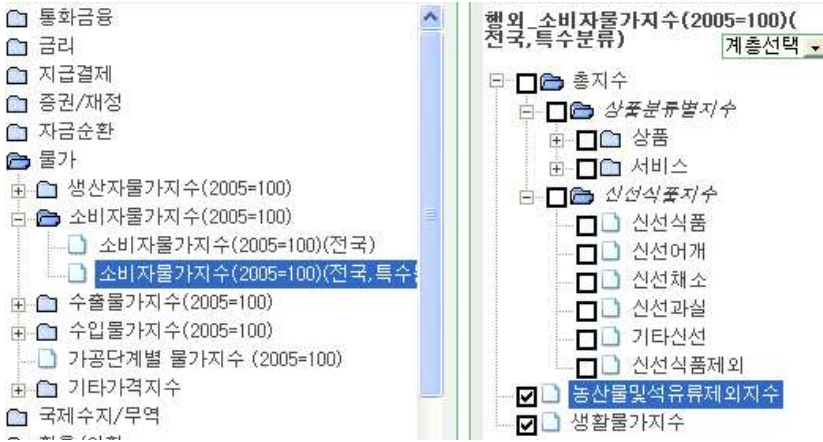 통화금융
금리
지급결제
증권/재정
자금순환
물가
생산자물가지수(2005=100)
소비자물가지수(2005=100)
소비자물가지수(2005=100)(전국)
소비자물가지수(2005=100)(전국,특수
수출물가지수(2005=100)
수입물가지수(2005=100)
가공단계별 물가지수 (2005=100)
기타가격지수
국제수지/무역
행외_소비자물가지수(2005=100)(
전국,특수분류)
계층선택
총지수
상품분류별지수
상품
서비스
신선식품지수
신선식품
신선어개
신선채소
신선과실
기타신선
신선식품제외
농산물및석유류제외지수
생활물가지수